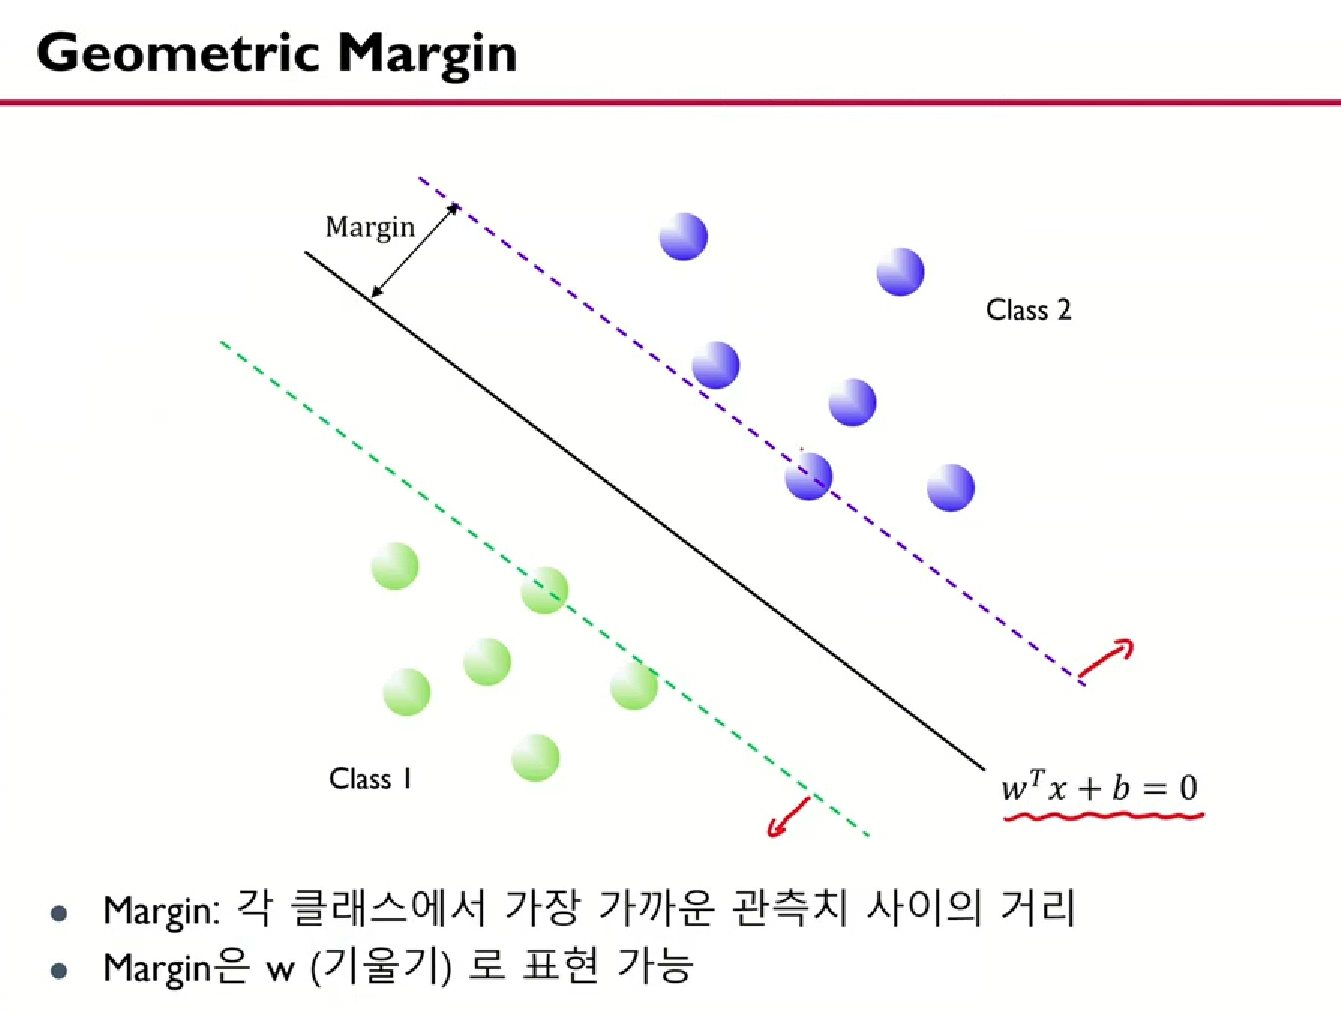 Geometric Margin
Margin
Class 2
Class 1
w^T x + b = 0
Margin: 각 클래스에서 가장 가까운 관측치 사이의 거리
Margin은 w (기울기) 로 표현 가능